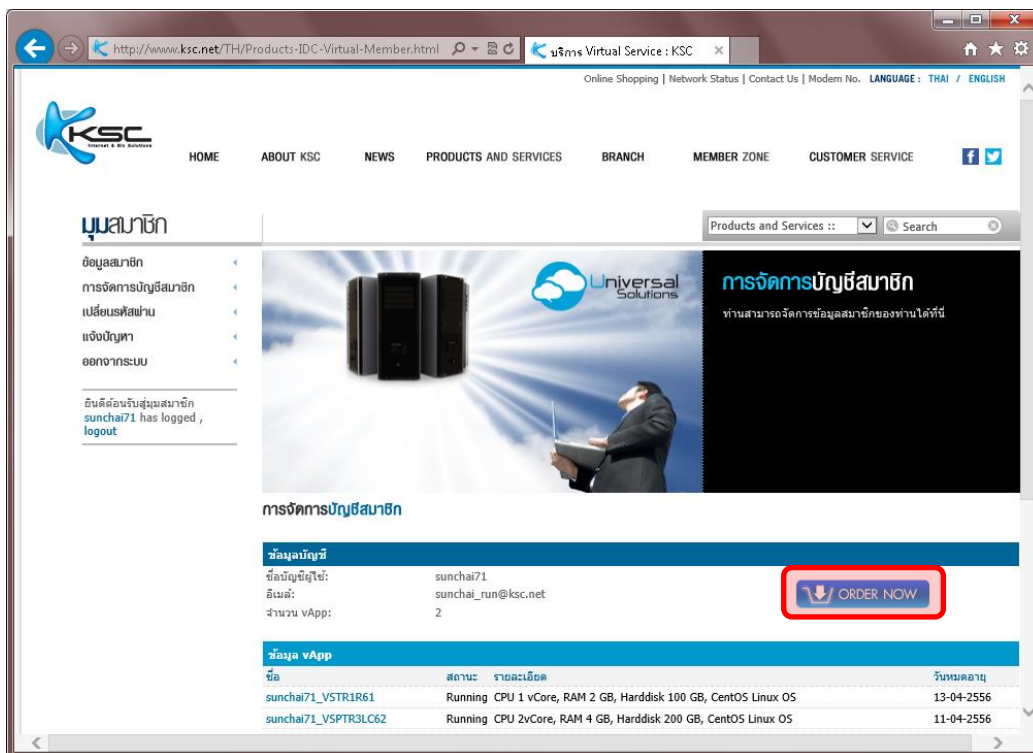 http://www.ksc.net/TH/Products-IDC-Virtual-Member.html
บริการ Virtual Service : KSC
Online Shopping | Network Status | Contact Us | Modem No. LANGUAGE : THAI / ENGLISH
KSC
Internet & Biz Solutions
HOME ABOUT KSC NEWS PRODUCTS AND SERVICES BRANCH MEMBER ZONE CUSTOMER SERVICE
มุมสมาชิก
Products and Services :: Search
ข้อมูลสมาชิก
การจัดการบัญชีสมาชิก
เปลี่ยนรหัสผ่าน
แจ้งปัญหา
ออกจากระบบ
ยินดีต้อนรับสู่มุมสมาชิก
sunchai71 has logged ,
logout
Universal
Solutions
การจัดการบัญชีสมาชิก
ท่านสามารถจัดการข้อมูลสมาชิกของท่านได้ที่นี่
การจัดการบัญชีสมาชิก
ข้อมูลบัญชี
ชื่อบัญชีผู้ใช้: sunchai71
อีเมล์: sunchai_run@ksc.net
จำนวน vApp: 2
ORDER NOW
ข้อมูล vApp
ชื่อ สถานะ รายละเอียด วันหมดอายุ
sunchai71_VSTR1R61 Running CPU 1 vCore, RAM 2 GB, Harddisk 100 GB, CentOS Linux OS 13-04-2556
sunchai71_VSPTR3LC62 Running CPU 2vCore, RAM 4 GB, Harddisk 200 GB, CentOS Linux OS 11-04-2556